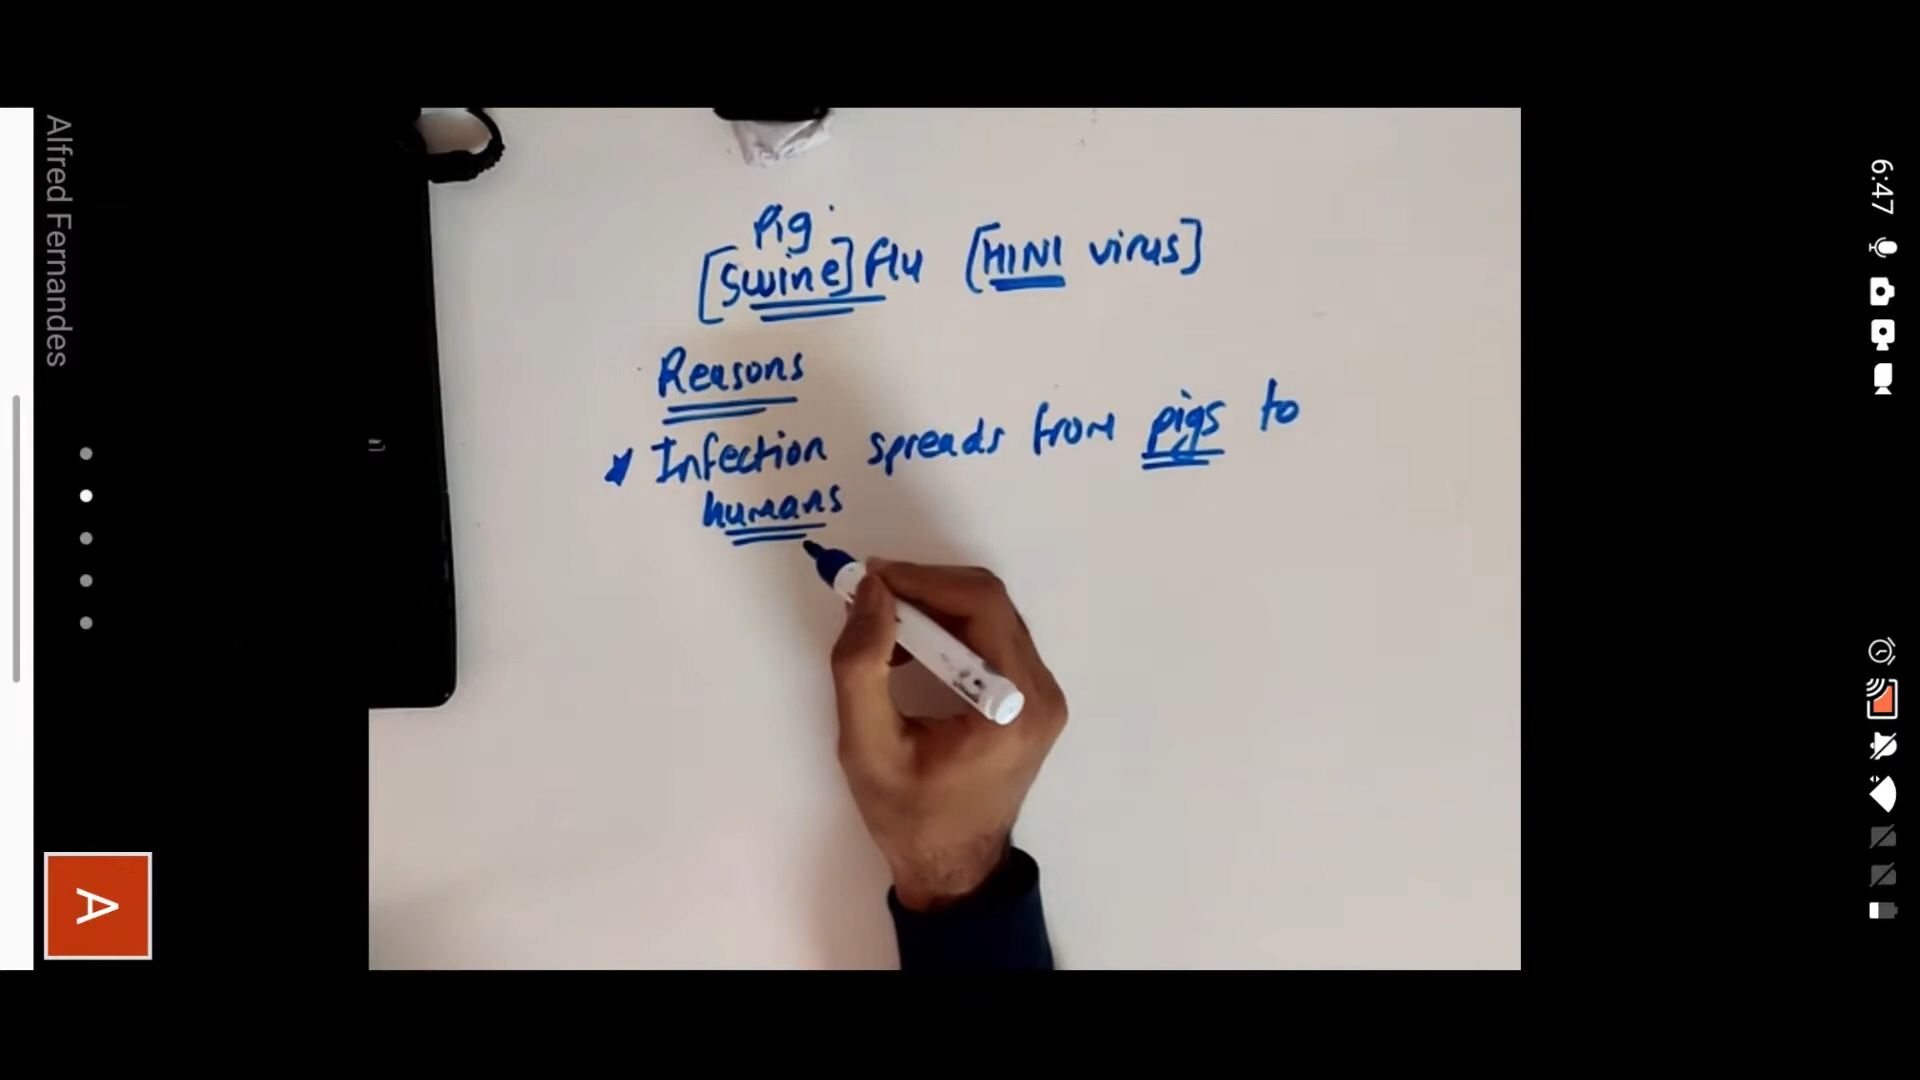 Pig
[Swine] flu [H1N1 virus]
Reasons
Infection spreads from pigs to
humans
Alfred Fernandes
A
6:47